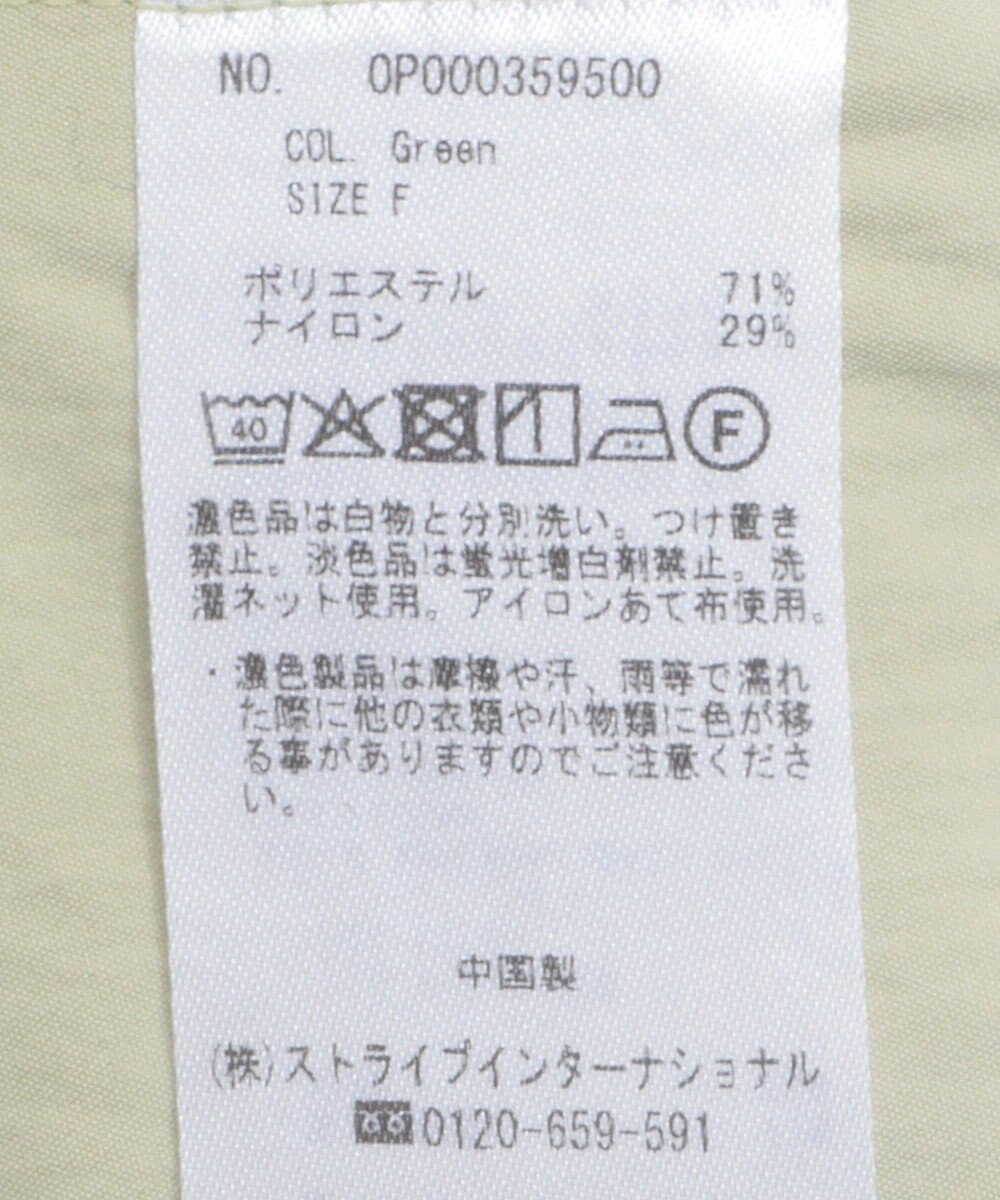 NO. 0P000359500
COL. Green
SIZE F
ポリエステル 71%
ナイロン 29%
40
F
濃色品は白物と分別洗い。つけ置き
禁止。淡色品は蛍光増白剤禁止。洗
濯ネット使用。アイロンあて布使用。
・濃色製品は摩擦や汗、雨等で濡れ
た際に他の衣類や小物類に色が移
る事がありますのでご注意くださ
い。
中国製
(株)ストライプインターナショナル
0120-659-591